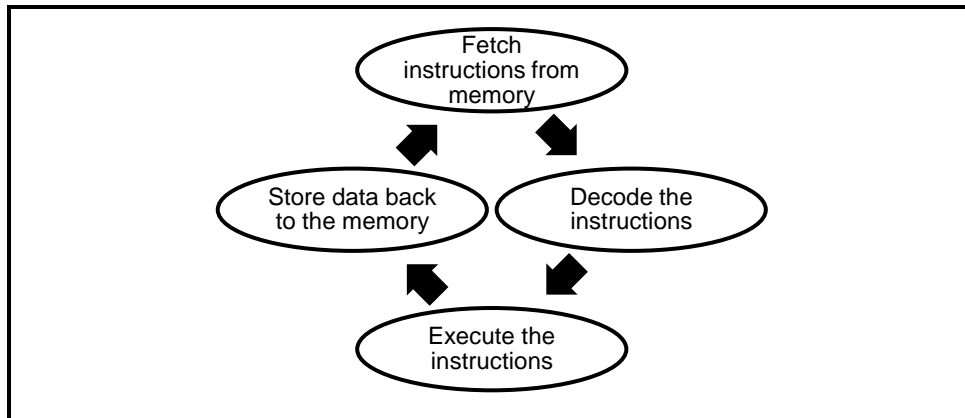 Fetch
instructions from
memory
Store data back
to the memory
Decode the
instructions
Execute the
instructions